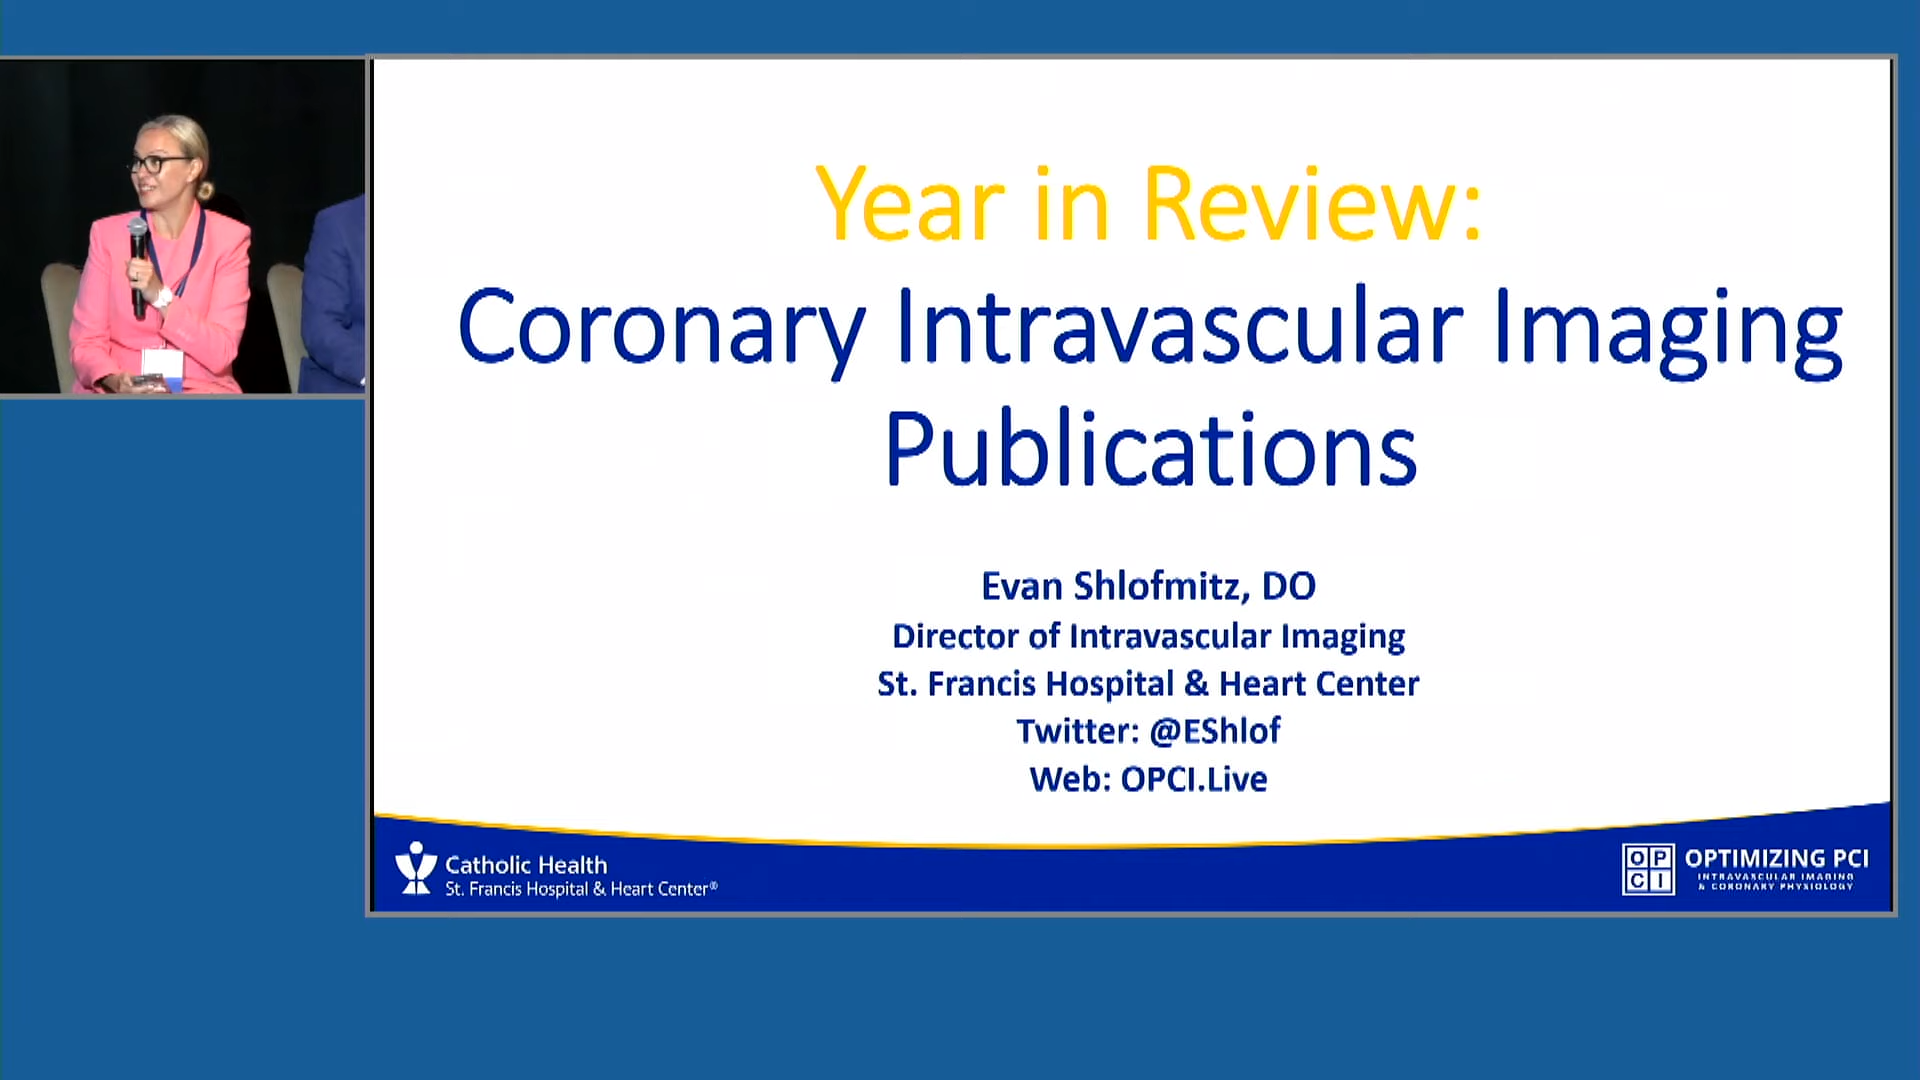 Year in Review:
Coronary Intravascular Imaging
Publications
Evan Shlofmitz, DO
Director of Intravascular Imaging
St. Francis Hospital & Heart Center
Twitter: @EShlof
Web: OPCI.Live
Catholic Health
St. Francis Hospital & Heart Center®
OP
CI
OPTIMIZING PCI
INTRAVASCULAR IMAGING
& CORONARY PHYSIOLOGY